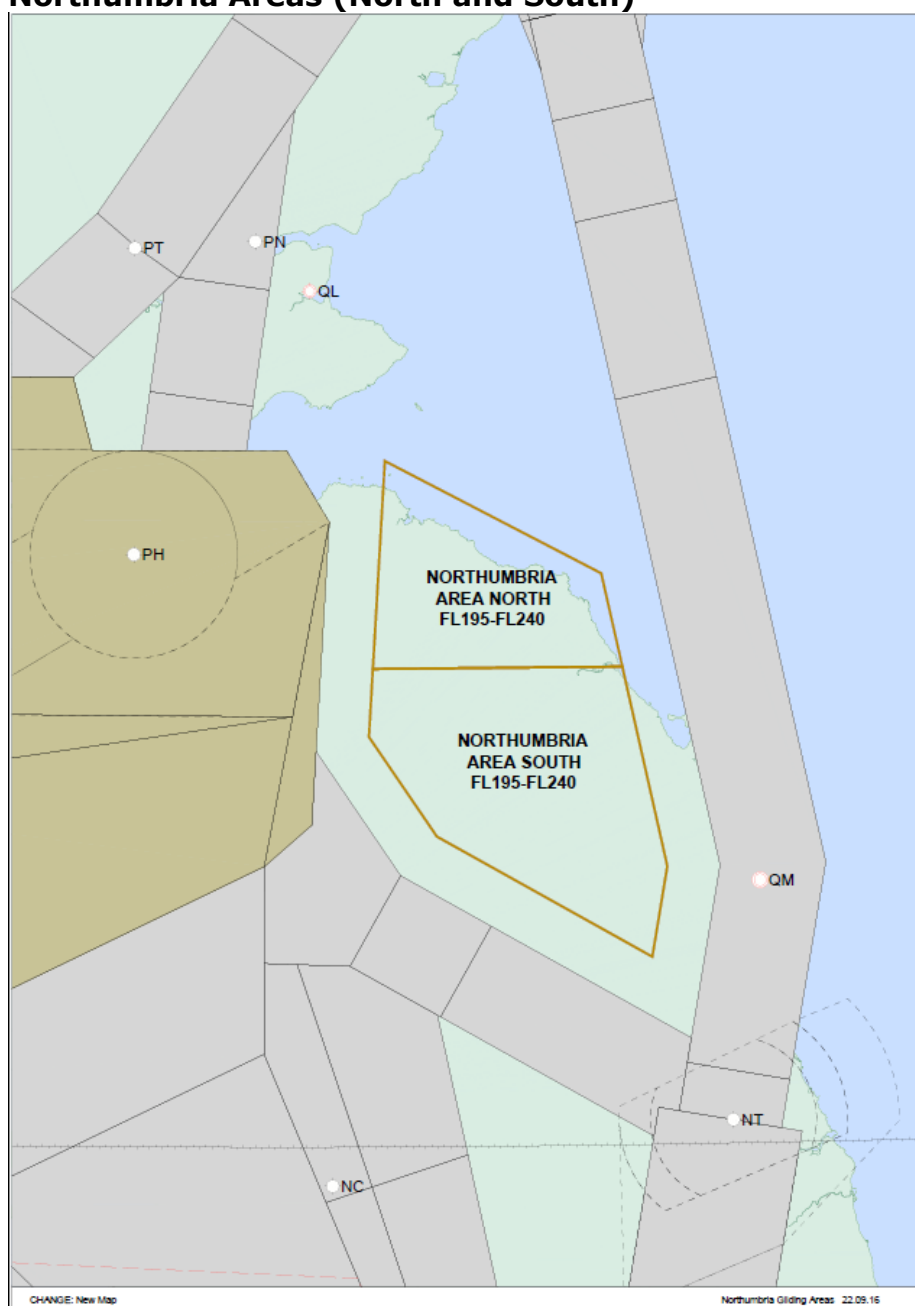 Northumbria Areas (North and South)
PT
PN
QL
PH
NORTHUMBRIA
AREA NORTH
FL195-FL240
NORTHUMBRIA
AREA SOUTH
FL195-FL240
QM
NT
NC
CHANGE: New Map
Northumbria Gliding Areas 22.09.16